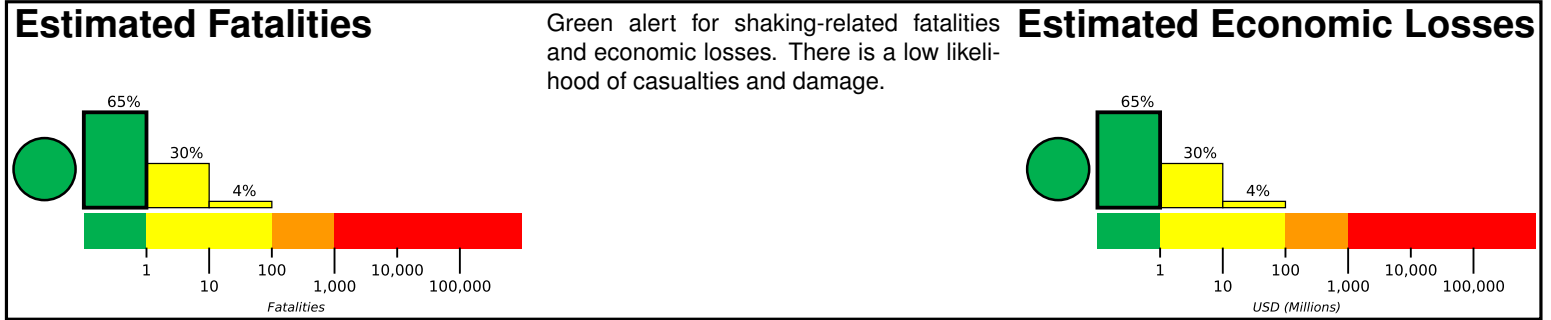 Estimated Fatalities
Green alert for shaking-related fatalities
and economic losses. There is a low likeli-
hood of casualties and damage.
Estimated Economic Losses
65%
30%
4%
1
10
100
1,000
10,000
100,000
Fatalities
65%
30%
4%
1
10
100
1,000
10,000
100,000
USD (Millions)